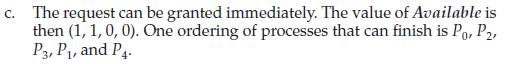 c. The request can be granted immediately. The value of Available is
then (1, 1, 0, 0). One ordering of processes that can finish is P₀, P₂,
P₃, P₁, and P₄.